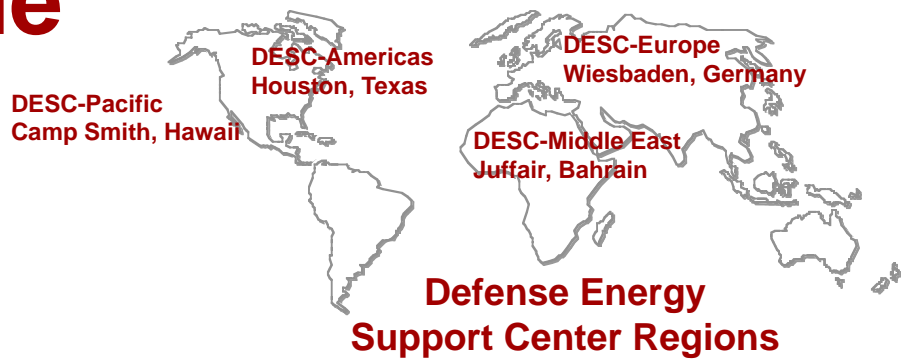 DESC-Americas
Houston, Texas
DESC-Europe
Wiesbaden, Germany
DESC-Pacific
Camp Smith, Hawaii
DESC-Middle East
Juffair, Bahrain
Defense Energy
Support Center Regions